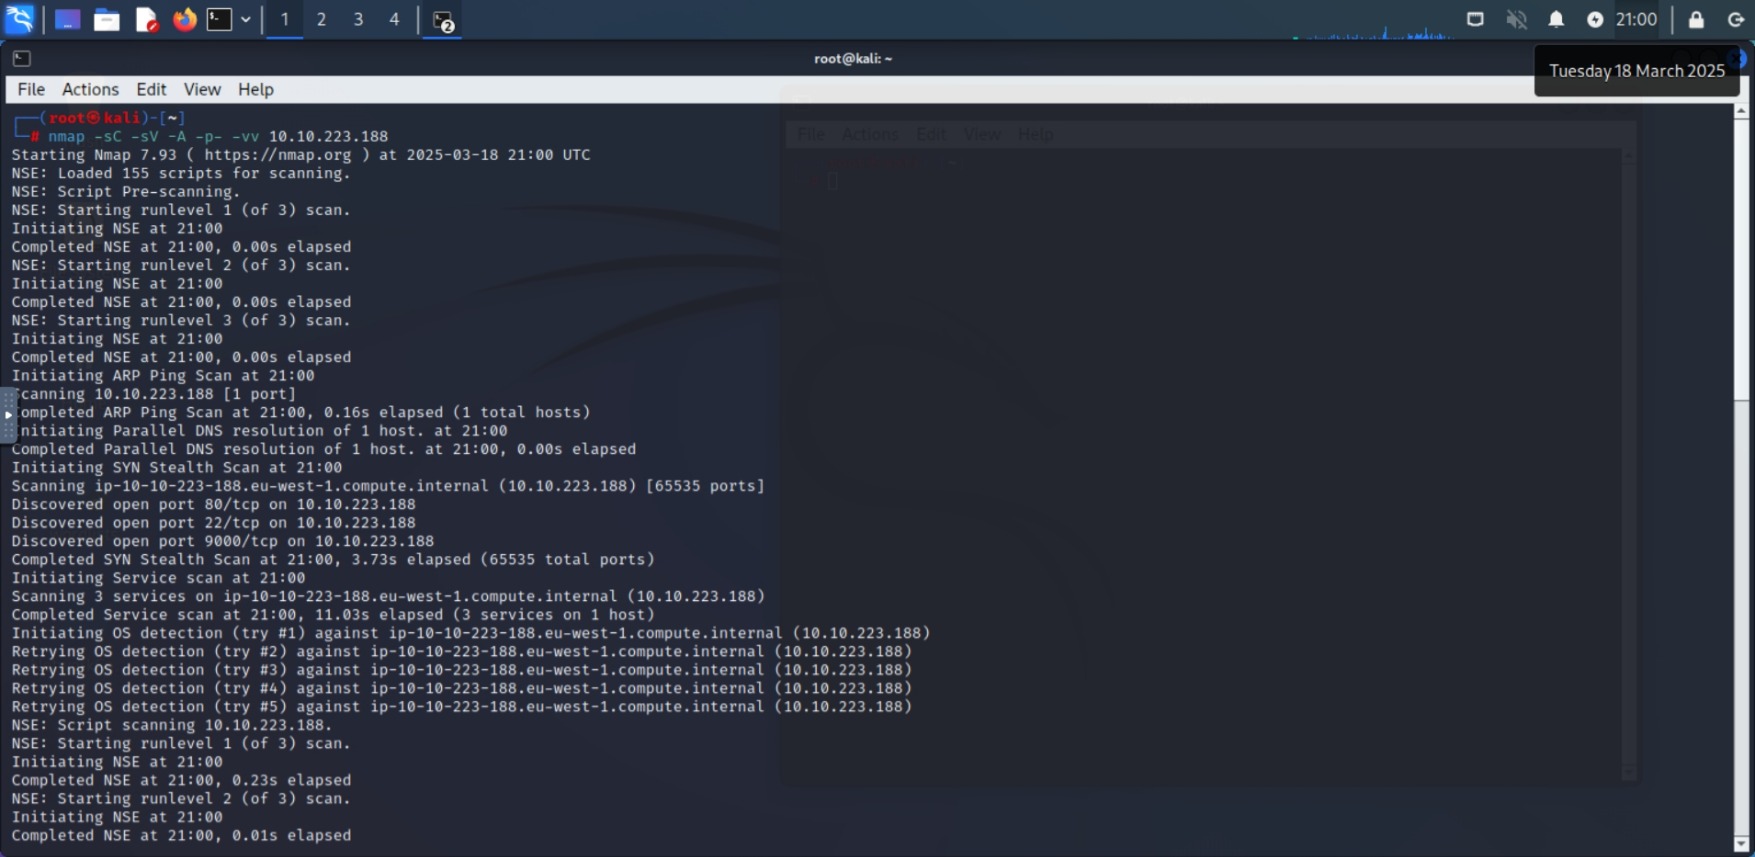 1 2 3 4 2 21:00
root@kali: ~
Tuesday 18 March 2025
File Actions Edit View Help
File Actions Edit View Help
┌──(root㉿kali)-[~]
└─# nmap -sC -sV -A -p- -vv 10.10.223.188
Starting Nmap 7.93 ( https://nmap.org ) at 2025-03-18 21:00 UTC
NSE: Loaded 155 scripts for scanning.
NSE: Script Pre-scanning.
NSE: Starting runlevel 1 (of 3) scan.
Initiating NSE at 21:00
Completed NSE at 21:00, 0.00s elapsed
NSE: Starting runlevel 2 (of 3) scan.
Initiating NSE at 21:00
Completed NSE at 21:00, 0.00s elapsed
NSE: Starting runlevel 3 (of 3) scan.
Initiating NSE at 21:00
Completed NSE at 21:00, 0.00s elapsed
Initiating ARP Ping Scan at 21:00
Scanning 10.10.223.188 [1 port]
Completed ARP Ping Scan at 21:00, 0.16s elapsed (1 total hosts)
Initiating Parallel DNS resolution of 1 host. at 21:00
Completed Parallel DNS resolution of 1 host. at 21:00, 0.00s elapsed
Initiating SYN Stealth Scan at 21:00
Scanning ip-10-10-223-188.eu-west-1.compute.internal (10.10.223.188) [65535 ports]
Discovered open port 80/tcp on 10.10.223.188
Discovered open port 22/tcp on 10.10.223.188
Discovered open port 9000/tcp on 10.10.223.188
Completed SYN Stealth Scan at 21:00, 3.73s elapsed (65535 total ports)
Initiating Service scan at 21:00
Scanning 3 services on ip-10-10-223-188.eu-west-1.compute.internal (10.10.223.188)
Completed Service scan at 21:00, 11.03s elapsed (3 services on 1 host)
Initiating OS detection (try #1) against ip-10-10-223-188.eu-west-1.compute.internal (10.10.223.188)
Retrying OS detection (try #2) against ip-10-10-223-188.eu-west-1.compute.internal (10.10.223.188)
Retrying OS detection (try #3) against ip-10-10-223-188.eu-west-1.compute.internal (10.10.223.188)
Retrying OS detection (try #4) against ip-10-10-223-188.eu-west-1.compute.internal (10.10.223.188)
Retrying OS detection (try #5) against ip-10-10-223-188.eu-west-1.compute.internal (10.10.223.188)
NSE: Script scanning 10.10.223.188.
NSE: Starting runlevel 1 (of 3) scan.
Initiating NSE at 21:00
Completed NSE at 21:00, 0.23s elapsed
NSE: Starting runlevel 2 (of 3) scan.
Initiating NSE at 21:00
Completed NSE at 21:00, 0.01s elapsed